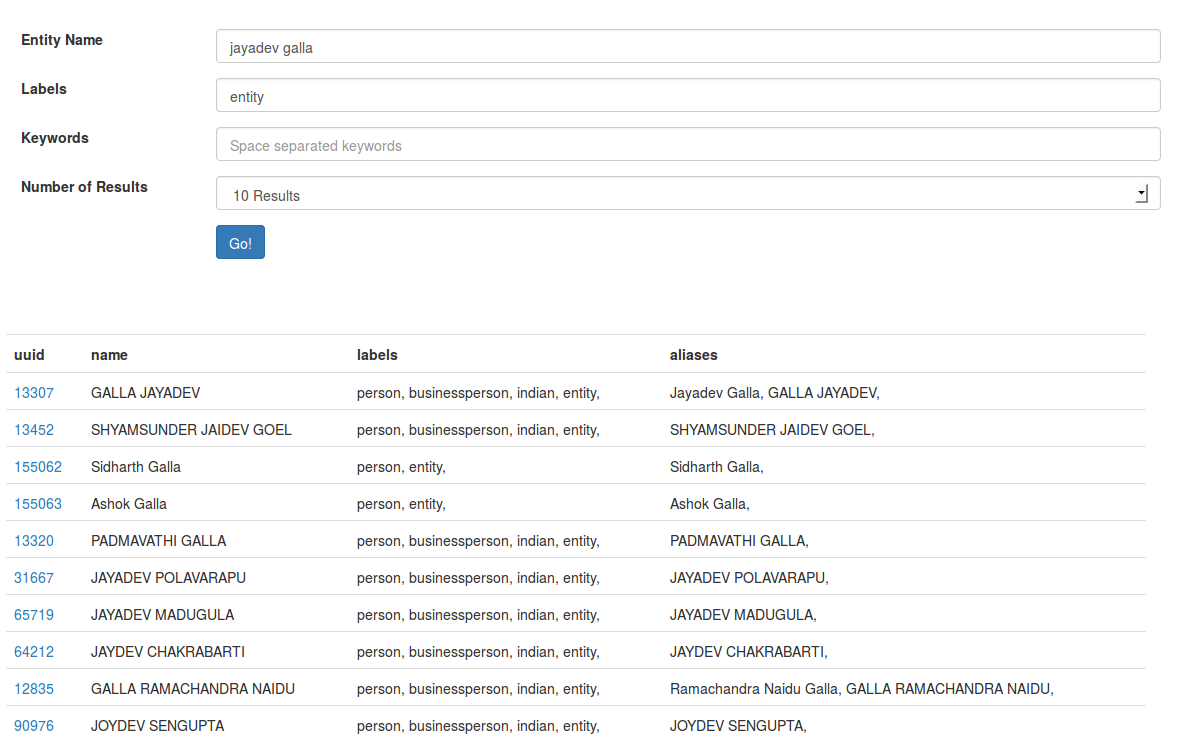 Entity Name jayadev galla
Labels entity
Keywords Space separated keywords
Number of Results 10 Results
Go!
uuid name labels aliases
13307 GALLA JAYADEV person, businessperson, indian, entity, Jayadev Galla, GALLA JAYADEV,
13452 SHYAMSUNDER JAIDEV GOEL person, businessperson, indian, entity, SHYAMSUNDER JAIDEV GOEL,
155062 Sidharth Galla person, entity, Sidharth Galla,
155063 Ashok Galla person, entity, Ashok Galla,
13320 PADMAVATHI GALLA person, businessperson, indian, entity, PADMAVATHI GALLA,
31667 JAYADEV POLAVARAPU person, businessperson, indian, entity, JAYADEV POLAVARAPU,
65719 JAYADEV MADUGULA person, businessperson, indian, entity, JAYADEV MADUGULA,
64212 JAYDEV CHAKRABARTI person, businessperson, indian, entity, JAYDEV CHAKRABARTI,
12835 GALLA RAMACHANDRA NAIDU person, businessperson, indian, entity, Ramachandra Naidu Galla, GALLA RAMACHANDRA NAIDU,
90976 JOYDEV SENGUPTA person, businessperson, indian, entity, JOYDEV SENGUPTA,